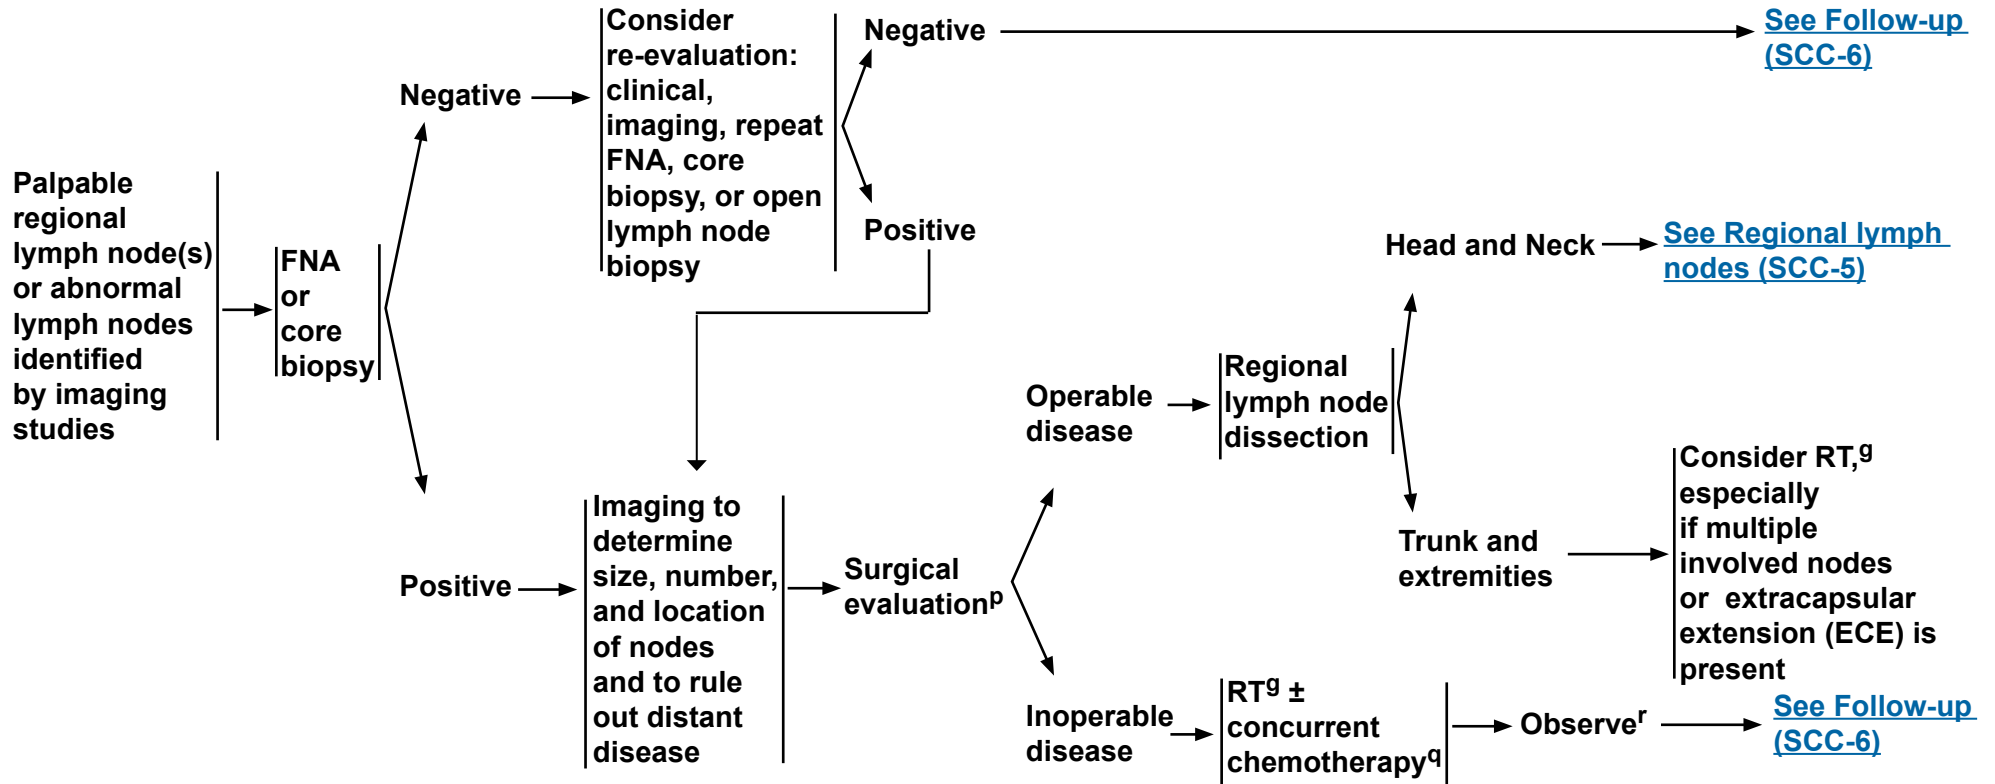 Palpable
regional
lymph node(s)
or abnormal
lymph nodes
identified
by imaging
studies
FNA
or
core
biopsy
Negative
Consider
re-evaluation:
clinical,
imaging, repeat
FNA, core
biopsy, or open
lymph node
biopsy
Negative
See Follow-up
(SCC-6)
Positive
Positive
Imaging to
determine
size, number,
and location
of nodes
and to rule
out distant
disease
Surgical
evaluationp
Operable
disease
Regional
lymph node
dissection
Head and Neck
See Regional lymph
nodes (SCC-5)
Trunk and
extremities
Consider RT,g
especially
if multiple
involved nodes
or extracapsular
extension (ECE) is
present
Inoperable
disease
RTg ±
concurrent
chemotherapyq
Observer
See Follow-up
(SCC-6)